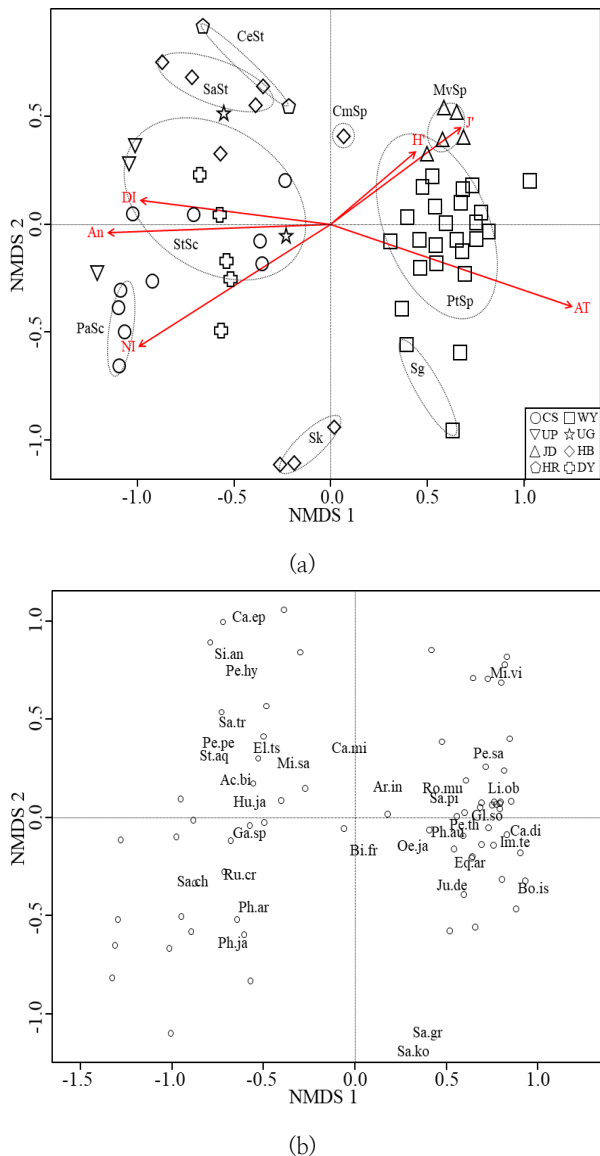 CeSt
SaSt
MvSp
CmSp
J'
H'
DI
An
StSc
PtSp
AT
PaSc
NI
Sg
Sk
CS WY
UP UG
JD HB
HR DY
0.5
0.0
-0.5
-1.0
NMDS 2
-1.0 -0.5 0.0 0.5 1.0
NMDS 1
(a)
Ca.ep
Si.an
Pe.hy
Mi.vi
Sa.tr
Pe.pe El.ts Ca.mi
St.aq Mi.sa Pe.sa
Ac.bi Ar.in Ro.mu Li.ob
Hu.ja Sa.pi Gl.so
Ga.sp Pe.th Ca.di
Ph.au Im.te
Bi.fr Oe.ja
Eq.ar
Sa.ch Ru.cr Ju.de Bo.is
Ph.ar
Ph.ja
Sa.gr
Sa.ko
1.0
0.5
0.0
-0.5
-1.0
NMDS 2
-1.5 -1.0 -0.5 0.0 0.5 1.0
NMDS 1
(b)